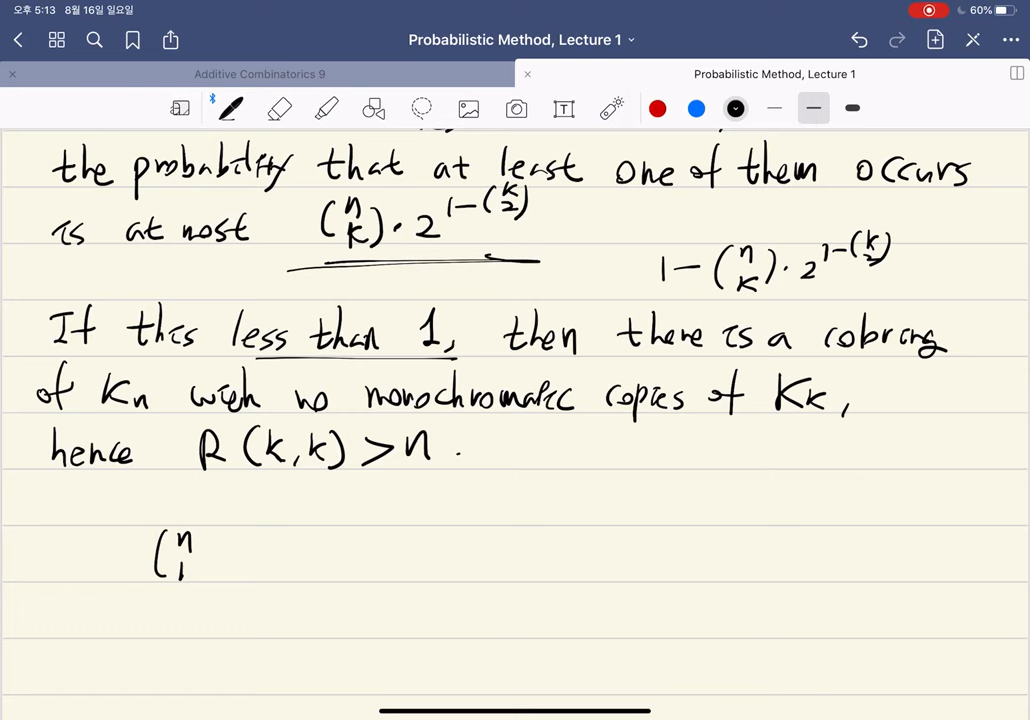 오후 5:13 8월 16일 일요일
60%
Probabilistic Method, Lecture 1
Additive Combinatorics 9
Probabilistic Method, Lecture 1
the probability that at least one of them occurs
is at most (n k) · 2^{1-(k 2)}
1 - (n k) · 2^{1-(k 2)}
If this less than 1, then there is a coloring
of Kn with no monochromatic copies of Kk,
hence R(k,k) > n.
(n